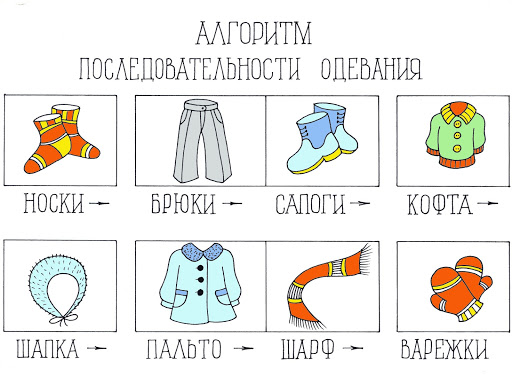 АЛГОРИТМ
ПОСЛЕДОВАТЕЛЬНОСТИ ОДЕВАНИЯ
НОСКИ → БРЮКИ → САПОГИ → КОФТА →
ШАПКА → ПАЛЬТО → ШАРФ → ВАРЕЖКИ